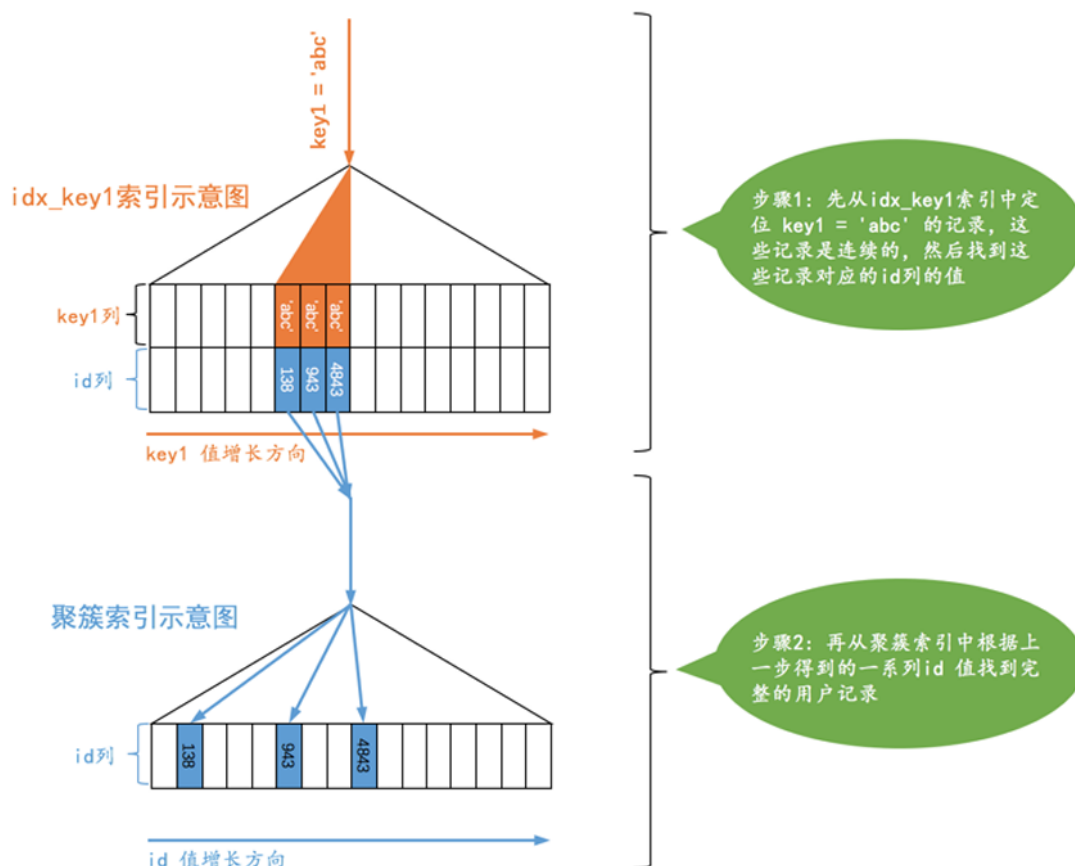 key1 = 'abc'
idx_key1索引示意图
key1列
'abc'
'abc'
'abc'
id列
138
943
4843
key1 值增长方向
步骤1: 先从idx_key1索引中定
位 key1 = 'abc' 的记录, 这
些记录是连续的, 然后找到这
些记录对应的id列的值
聚簇索引示意图
id列
138
943
4843
id 值增长方向
步骤2: 再从聚簇索引中根据上
一步得到的一系列id 值找到完
整的用户记录